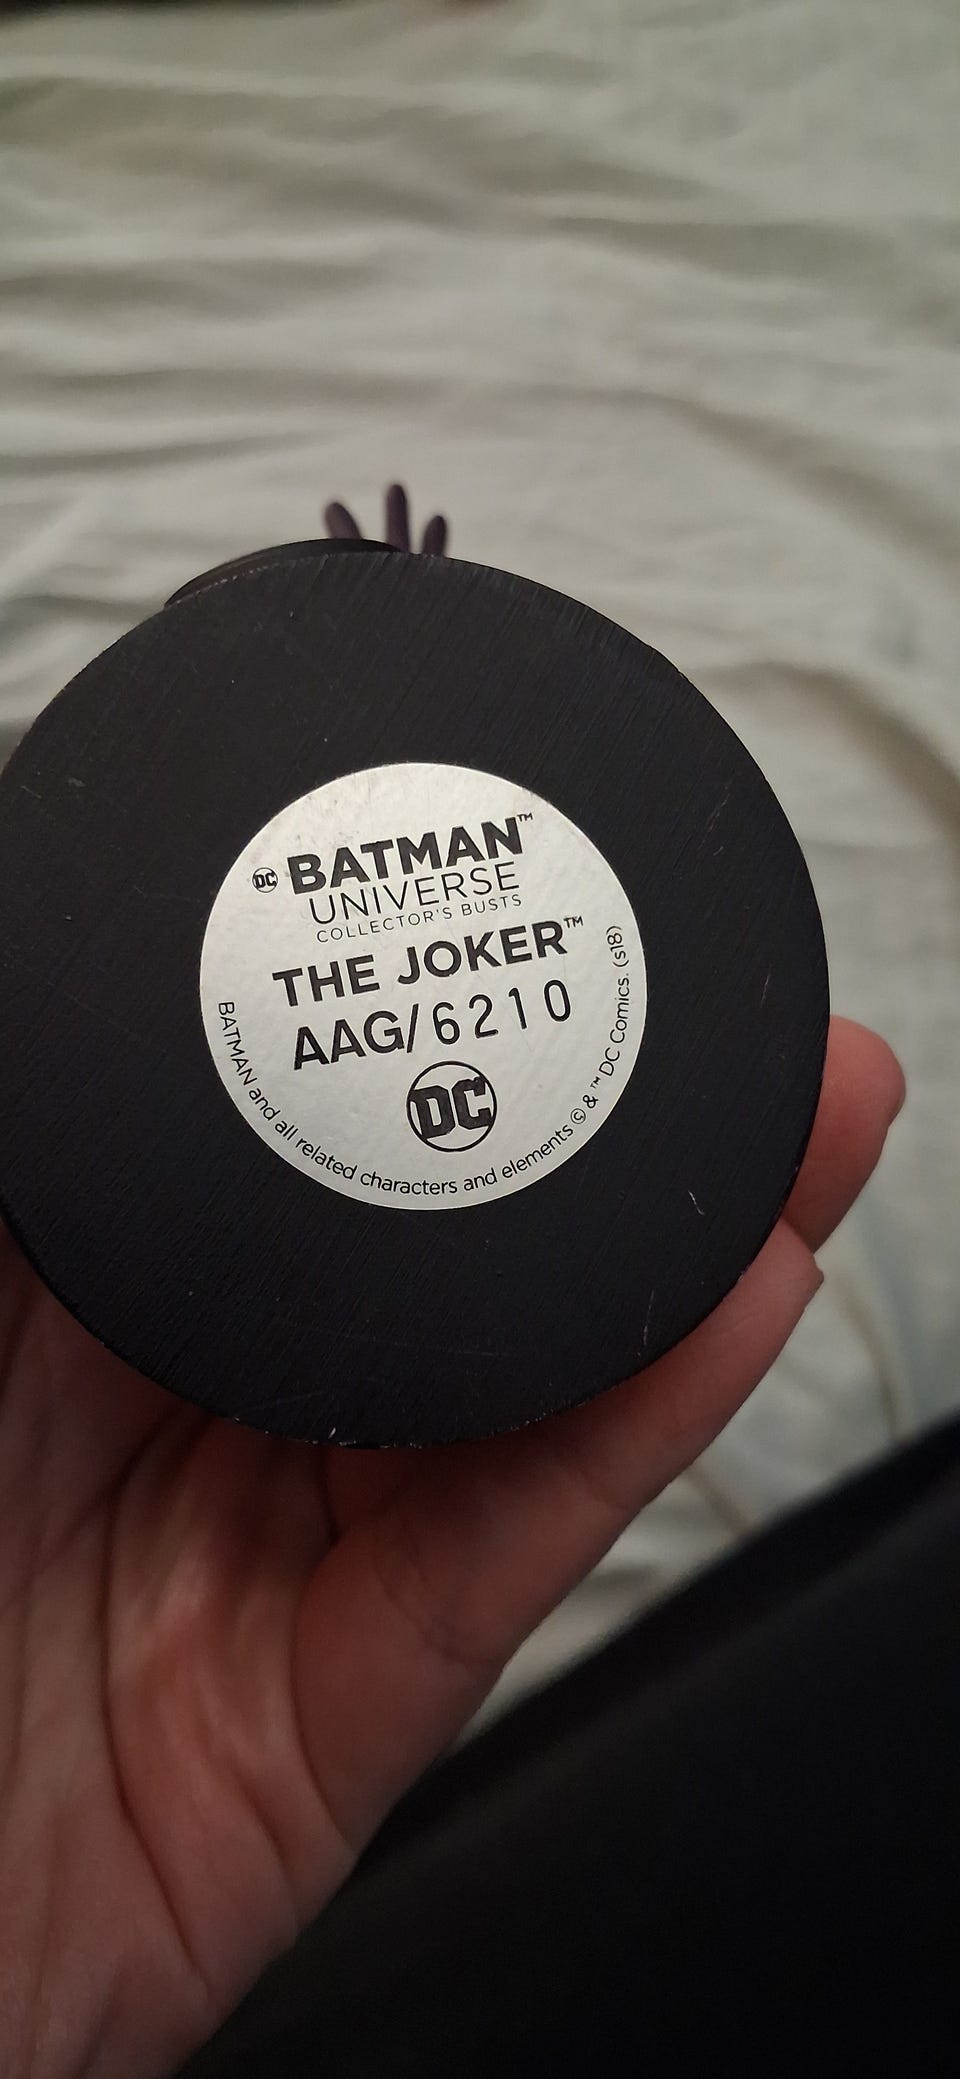 DC BATMAN™
UNIVERSE
COLLECTOR'S BUSTS
THE JOKER™
AAG/6210
DC
BATMAN and all related characters and elements © & ™ DC Comics. (s18)